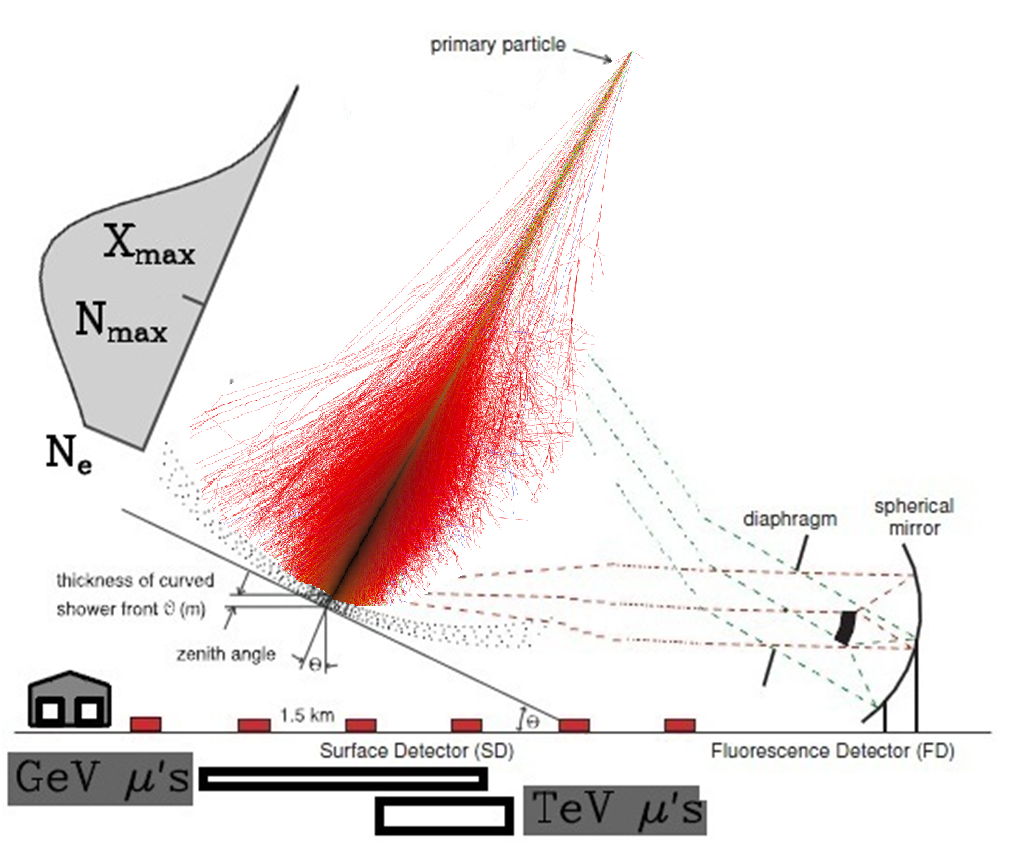 primary particle
Xmax
Nmax
Ne
diaphragm
spherical
mirror
thickness of curved
shower front ϑ (m)
zenith angle
Θ
1.5 km
Θ
Surface Detector (SD)
Fluorescence Detector (FD)
GeV μ's
TeV μ's